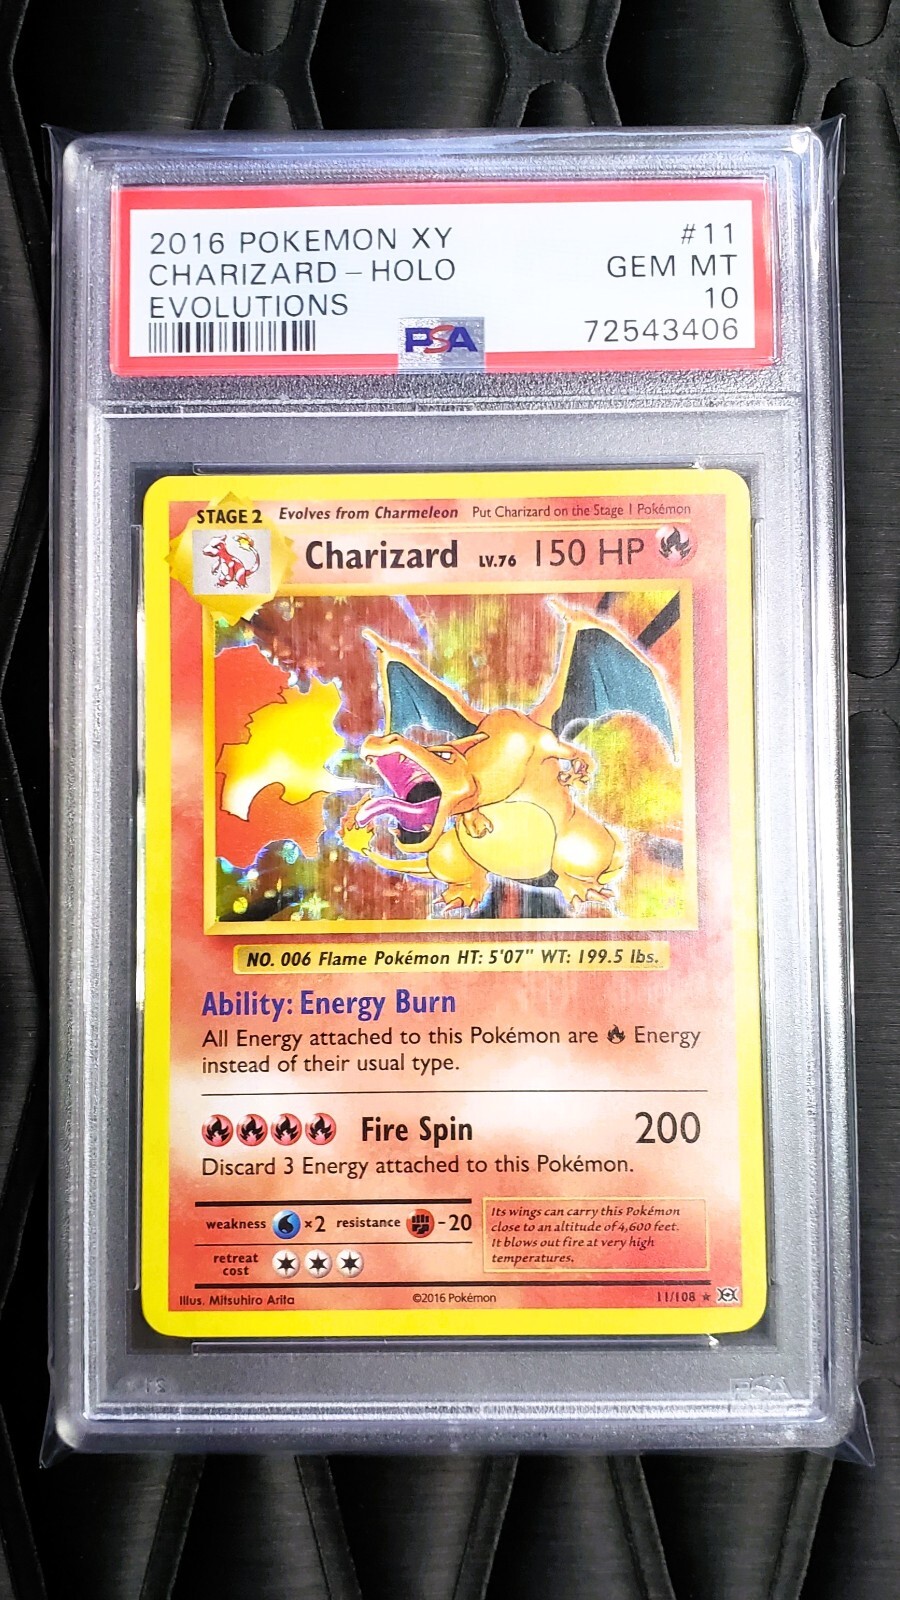 2016 POKEMON XY #11
CHARIZARD - HOLO GEM MT
EVOLUTIONS 10
PSA 72543406
STAGE 2 Evolves from Charmeleon Put Charizard on the Stage 1 Pokémon
Charizard LV.76 150 HP
NO. 006 Flame Pokémon HT: 5'07" WT: 199.5 lbs.
Ability: Energy Burn
All Energy attached to this Pokémon are Energy
instead of their usual type.
Fire Spin 200
Discard 3 Energy attached to this Pokémon.
weakness ×2 resistance -20
retreat
cost
Its wings can carry this Pokémon
close to an altitude of 4,600 feet.
It blows out fire at very high
temperatures.
Illus. Mitsuhiro Arita ©2016 Pokémon 11/108
PSA